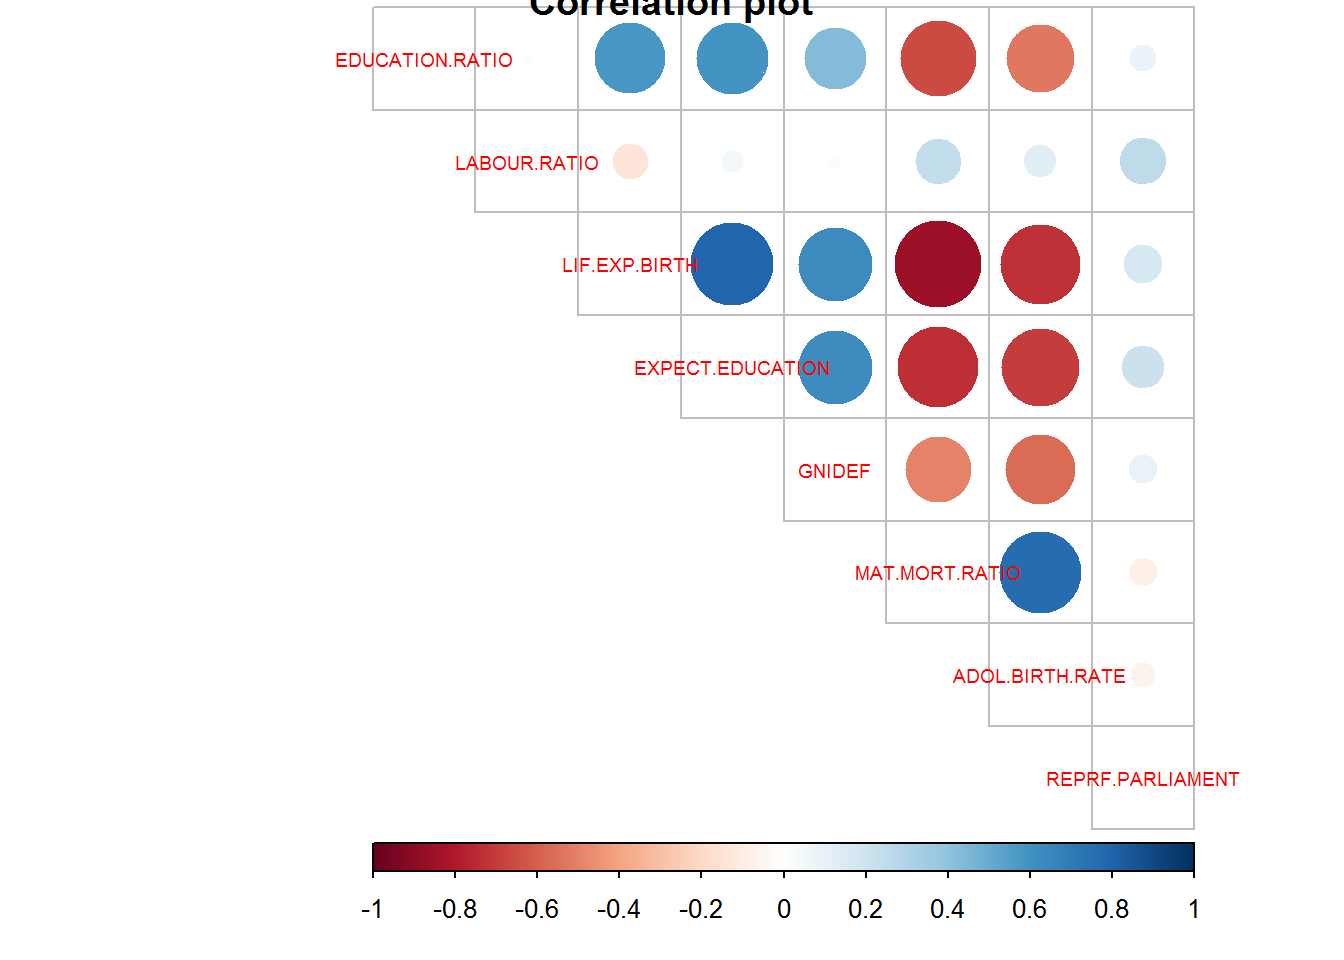 Correlation plot
EDUCATION.RATIO
LABOUR.RATIO
LIF.EXP.BIRTH
EXPECT.EDUCATION
GNIDEF
MAT.MORT.RATIO
ADOL.BIRTH.RATE
REPRF.PARLIAMENT
-1 -0.8 -0.6 -0.4 -0.2 0 0.2 0.4 0.6 0.8 1